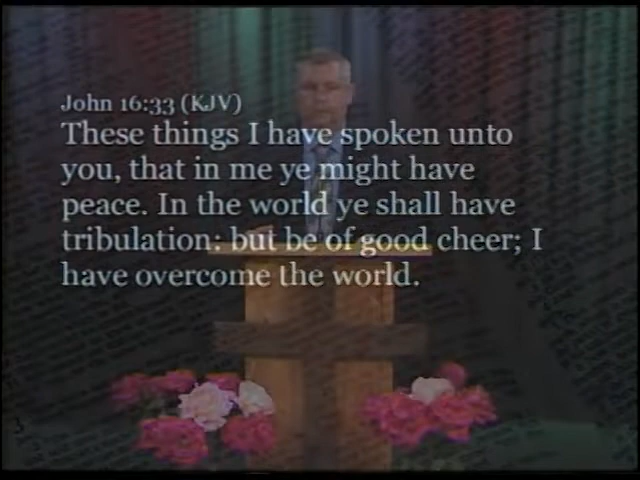 John 16:33 (KJV)
These things I have spoken unto
you, that in me ye might have
peace. In the world ye shall have
tribulation: but be of good cheer; I
have overcome the world.